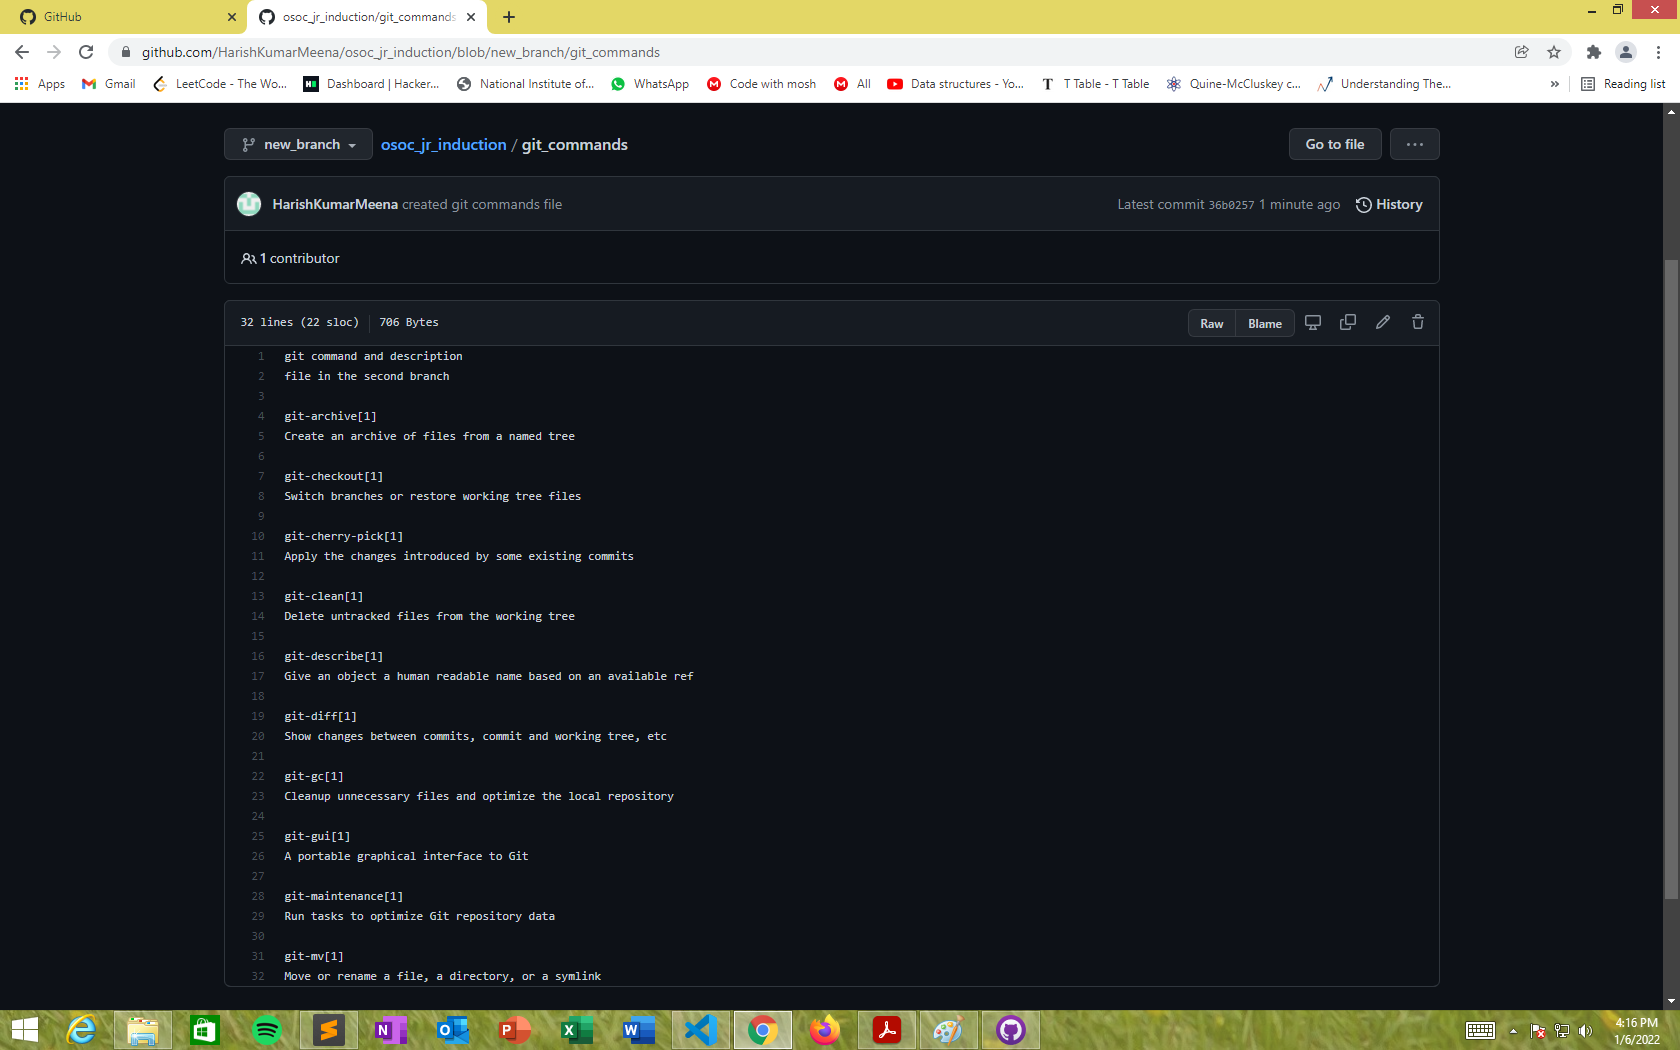 GitHub
osoc_jr_induction/git_commands
github.com/HarishKumarMeena/osoc_jr_induction/blob/new_branch/git_commands
Apps
Gmail
LeetCode - The Wo...
Dashboard | Hacker...
National Institute of...
WhatsApp
Code with mosh
All
Data structures - Yo...
T T Table - T Table
Quine-McCluskey c...
Understanding The...
»
Reading list
new_branch
osoc_jr_induction / git_commands
Go to file
...
HarishKumarMeena created git commands file
Latest commit 36b0257 1 minute ago
History
1 contributor
32 lines (22 sloc)
706 Bytes
Raw
Blame
1 git command and description
2 file in the second branch
3
4 git-archive[1]
5 Create an archive of files from a named tree
6
7 git-checkout[1]
8 Switch branches or restore working tree files
9
10 git-cherry-pick[1]
11 Apply the changes introduced by some existing commits
12
13 git-clean[1]
14 Delete untracked files from the working tree
15
16 git-describe[1]
17 Give an object a human readable name based on an available ref
18
19 git-diff[1]
20 Show changes between commits, commit and working tree, etc
21
22 git-gc[1]
23 Cleanup unnecessary files and optimize the local repository
24
25 git-gui[1]
26 A portable graphical interface to Git
27
28 git-maintenance[1]
29 Run tasks to optimize Git repository data
30
31 git-mv[1]
32 Move or rename a file, a directory, or a symlink
4:16 PM
1/6/2022